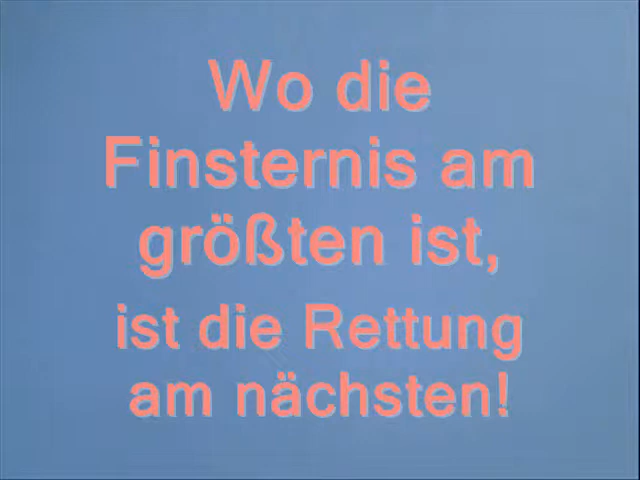 Wo die
Finsternis am
größten ist,
ist die Rettung
am nächsten!